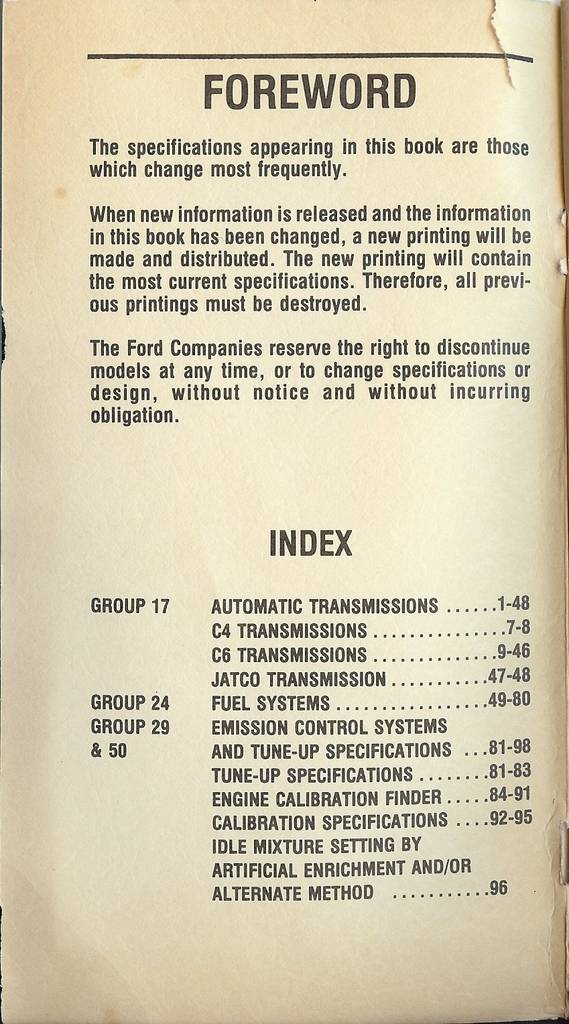 FOREWORD
The specifications appearing in this book are those
which change most frequently.
When new information is released and the information
in this book has been changed, a new printing will be
made and distributed. The new printing will contain
the most current specifications. Therefore, all previ-
ous printings must be destroyed.
The Ford Companies reserve the right to discontinue
models at any time, or to change specifications or
design, without notice and without incurring
obligation.
INDEX
GROUP 17 AUTOMATIC TRANSMISSIONS ......1-48
C4 TRANSMISSIONS ...............7-8
C6 TRANSMISSIONS .............9-46
JATCO TRANSMISSION ..........47-48
GROUP 24 FUEL SYSTEMS ................49-80
GROUP 29 EMISSION CONTROL SYSTEMS
& 50 AND TUNE-UP SPECIFICATIONS ...81-98
TUNE-UP SPECIFICATIONS ........81-83
ENGINE CALIBRATION FINDER .....84-91
CALIBRATION SPECIFICATIONS ....92-95
IDLE MIXTURE SETTING BY
ARTIFICIAL ENRICHMENT AND/OR
ALTERNATE METHOD ...........96